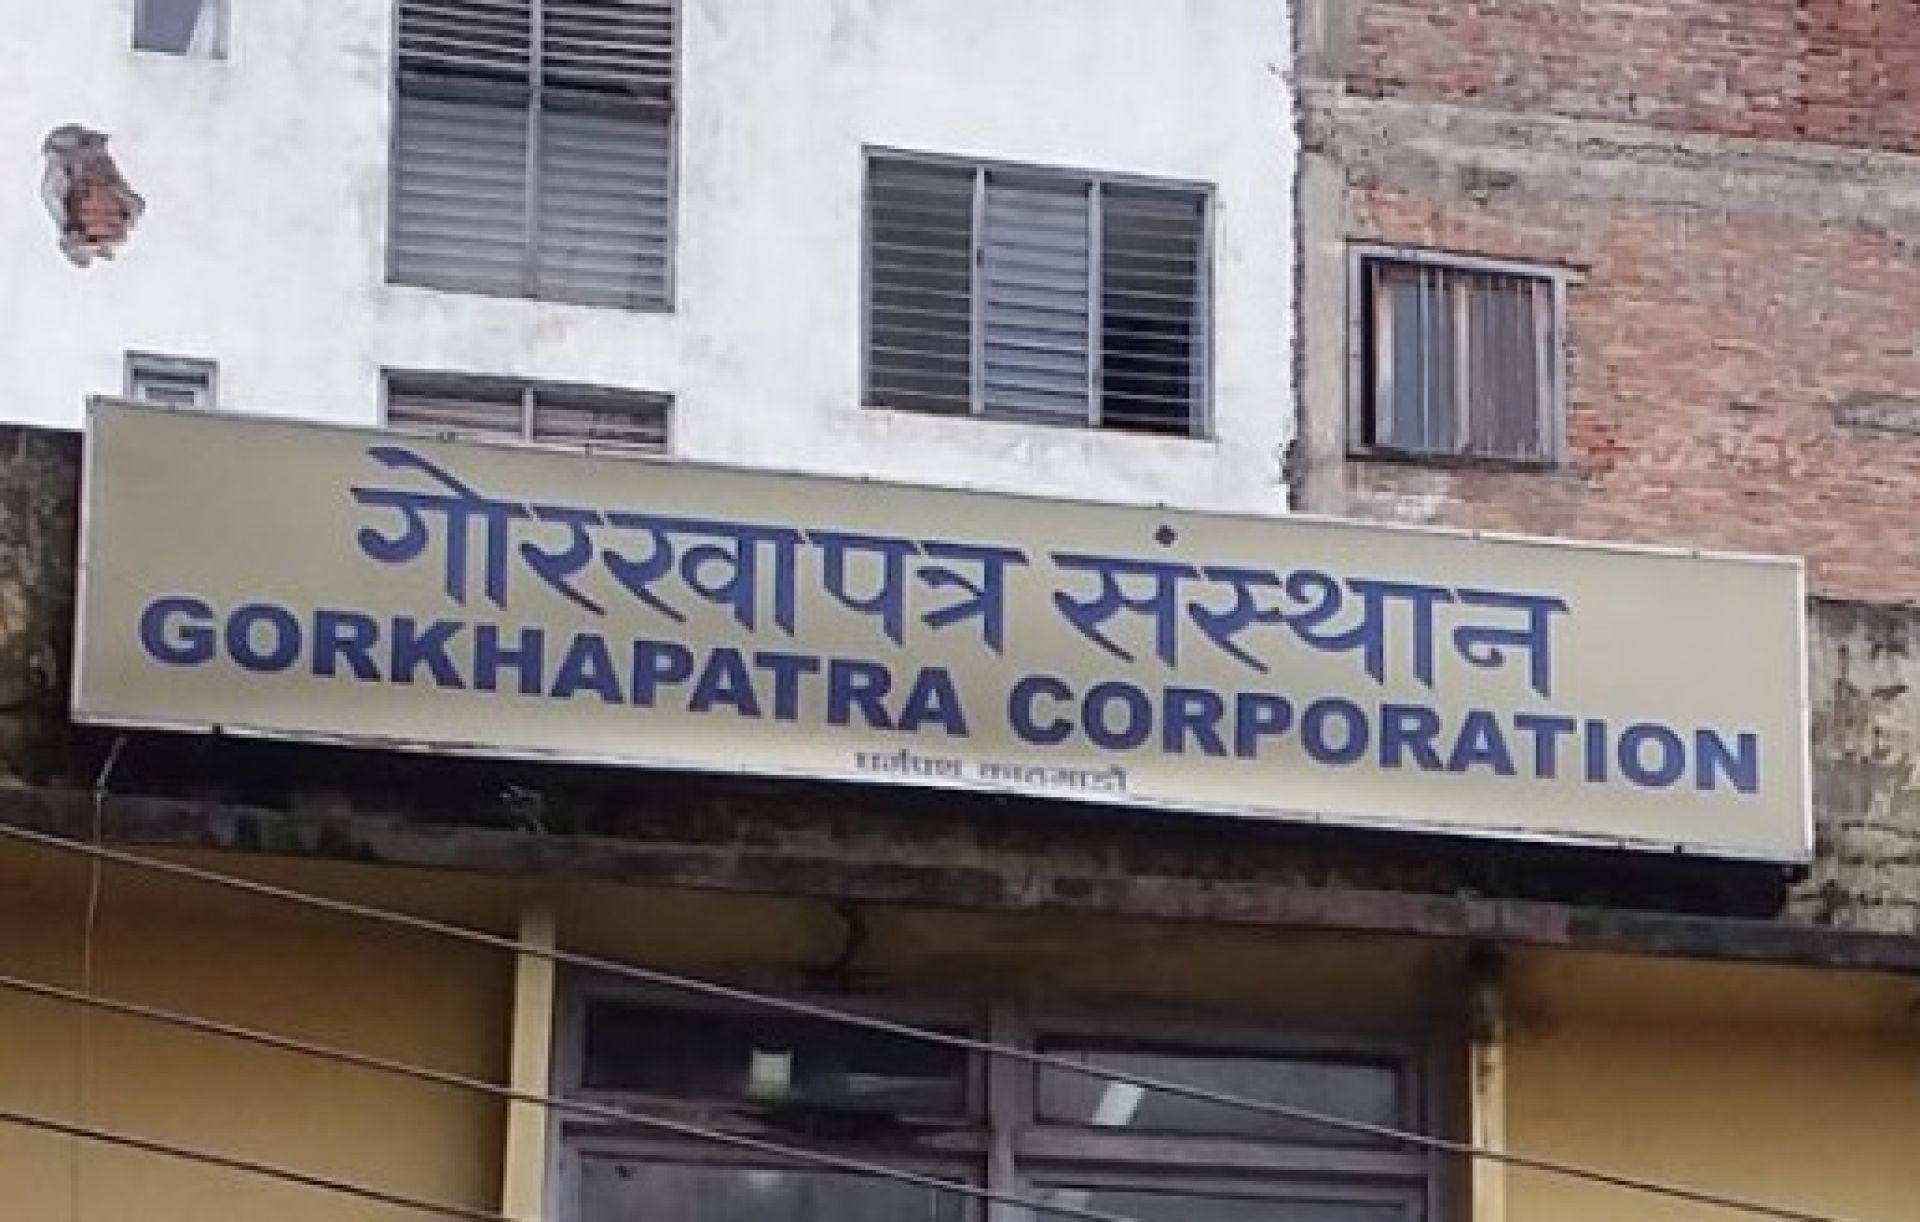 गोरखापत्र संस्थान
GORKHAPATRA CORPORATION
धर्मपथ, काठमाडौं